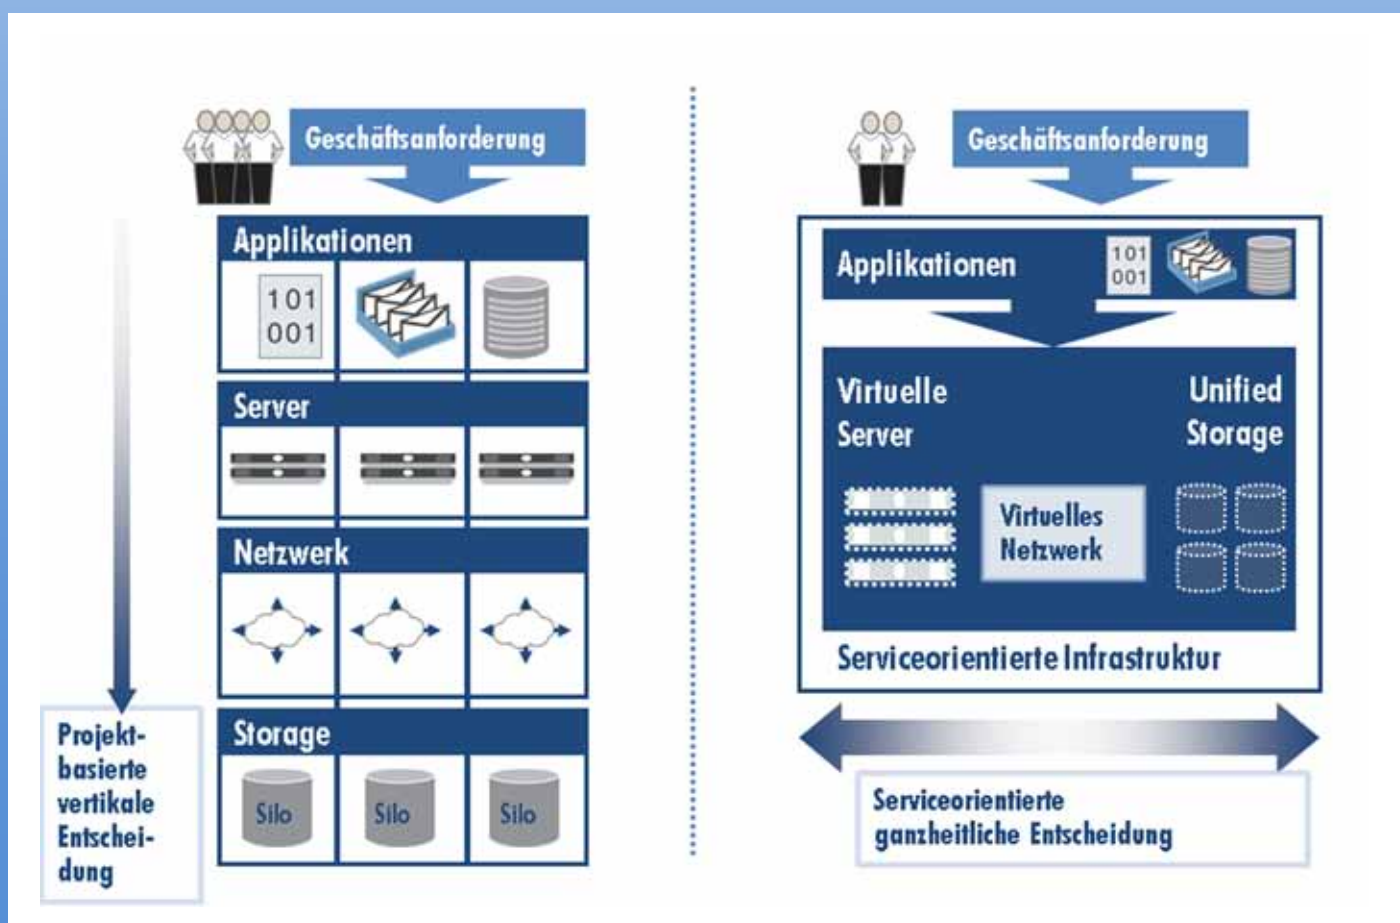 Geschäftsanforderung
Applikationen
101
001
Server
Netzwerk
Storage
Silo
Silo
Silo
Projekt-
basierte
vertikale
Entschei-
dung
Geschäftsanforderung
Applikationen
101
001
Virtuelle
Server
Unified
Storage
Virtuelles
Netzwerk
Serviceorientierte Infrastruktur
Serviceorientierte
ganzheitliche Entscheidung